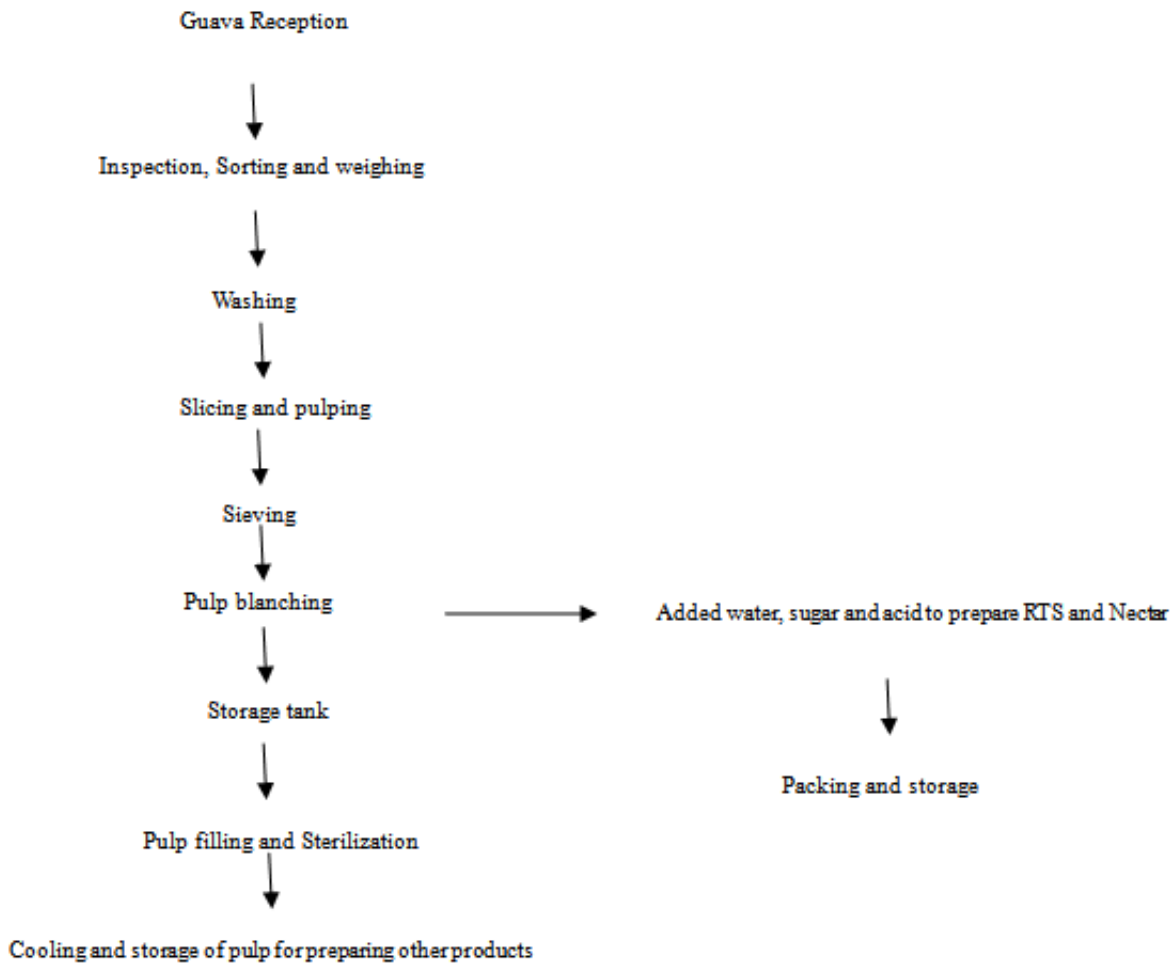 Guava Reception
Inspection, Sorting and weighing
Washing
Slicing and pulping
Sieving
Pulp blanching
Added water, sugar and acid to prepare RTS and Nectar
Storage tank
Packing and storage
Pulp filling and Sterilization
Cooling and storage of pulp for preparing other products